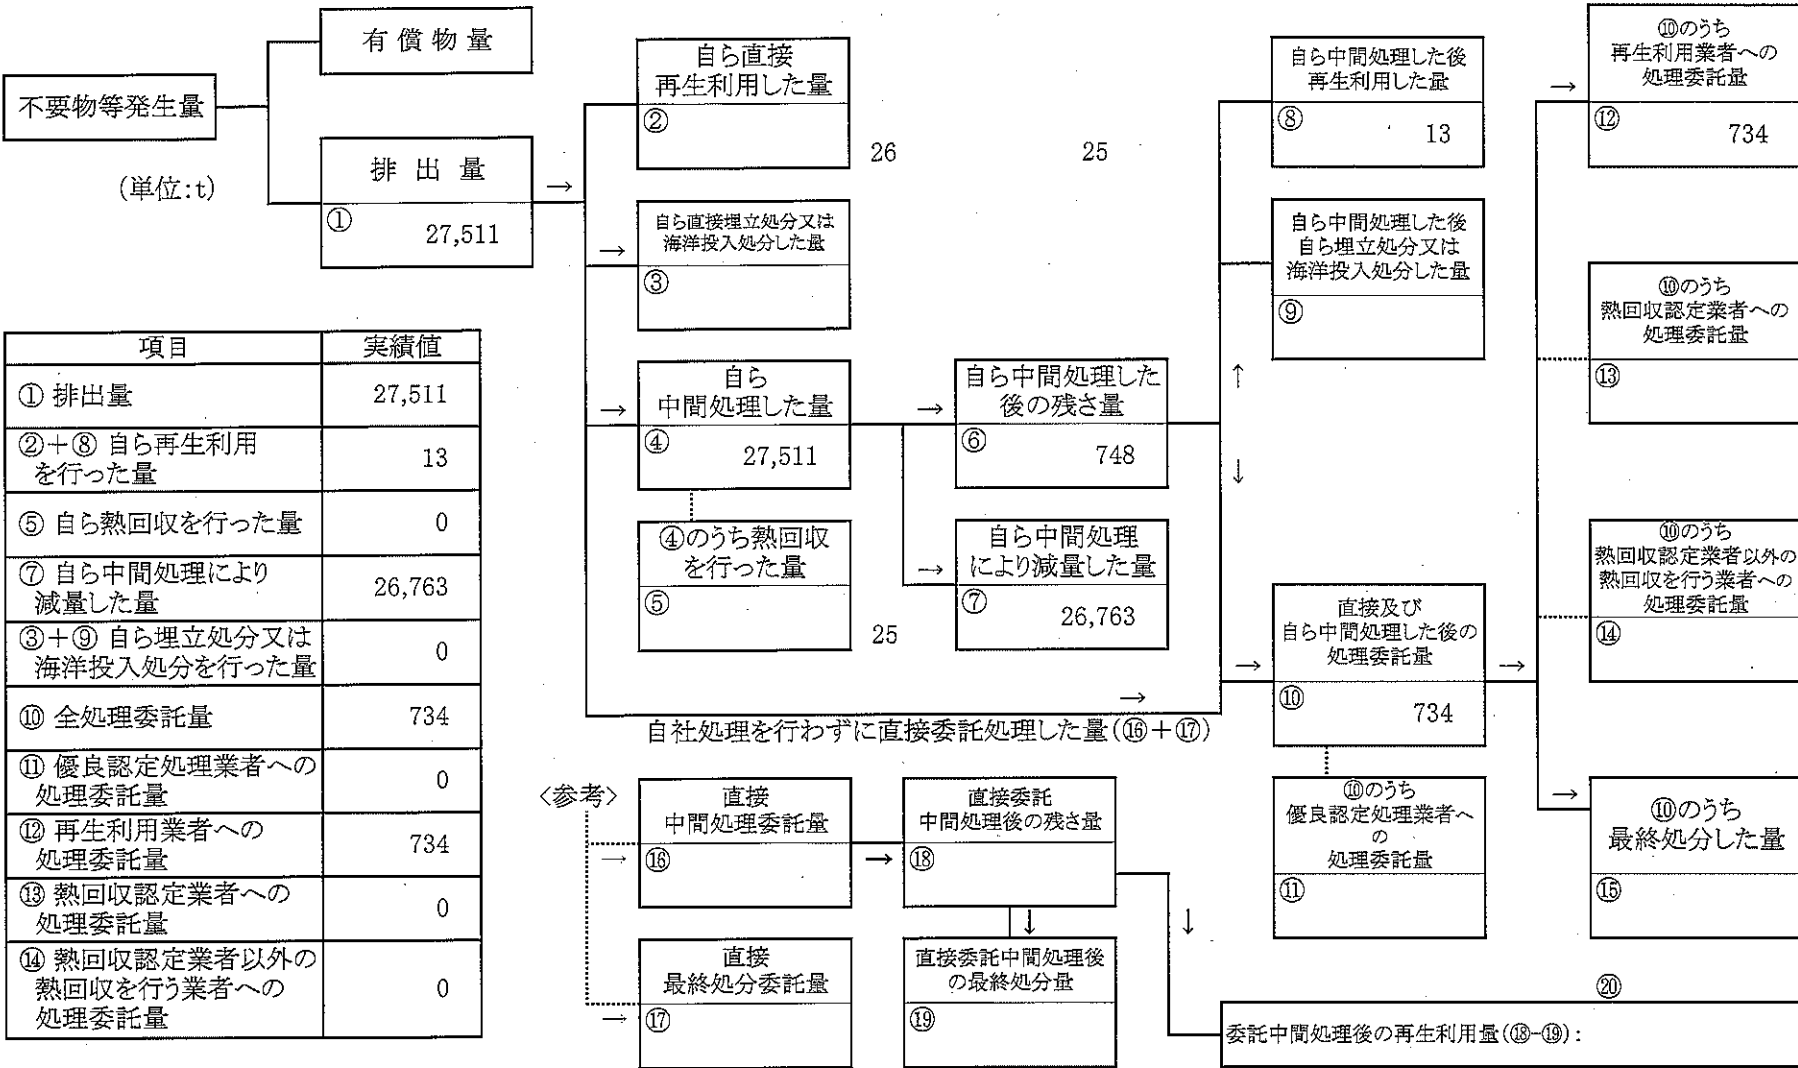 不要物等発生量
(単位:t)
有 償 物 量
排 出 量
①
27,511
→
自ら直接
再生利用した量
②
26
25
→
自ら直接埋立処分又は
海洋投入処分した量
③
→
自ら
中間処理した量
④
27,511
④のうち熱回収
を行った量
⑤
25
→
自ら中間処理した
後の残さ量
⑥
748
→
自ら中間処理
により減量した量
⑦
26,763
↑
↓
自ら中間処理した後
再生利用した量
⑧
13
自ら中間処理した後
自ら埋立処分又は
海洋投入処分した量
⑨
→
自社処理を行わずに直接委託処理した量(⑯+⑰)
→
直接及び
自ら中間処理した後の
処理委託量
⑩
734
→
⑩のうち
優良認定処理業者へ
の
処理委託量
⑪
→
⑩のうち
再生利用業者への
処理委託量
⑫
734
⑩のうち
熱回収認定業者への
処理委託量
⑬
⑩のうち
熱回収認定業者以外の
熱回収を行う業者への
処理委託量
⑭
→
⑩のうち
最終処分した量
⑮
項目 実績値
① 排出量 27,511
②+⑧ 自ら再生利用
を行った量 13
⑤ 自ら熱回収を行った量 0
⑦ 自ら中間処理により
減量した量 26,763
③+⑨ 自ら埋立処分又は
海洋投入処分を行った量 0
⑩ 全処理委託量 734
⑪ 優良認定処理業者への
処理委託量 0
⑫ 再生利用業者への
処理委託量 734
⑬ 熱回収認定業者への
処理委託量 0
⑭ 熱回収認定業者以外の
熱回収を行う業者への
処理委託量 0
〈参考〉
→
直接
中間処理委託量
⑯
→
直接委託
中間処理後の残さ量
⑱
↓
↓
→
直接
最終処分委託量
⑰
直接委託中間処理後
の最終処分量
⑲
⑳
委託中間処理後の再生利用量(⑱-⑲):